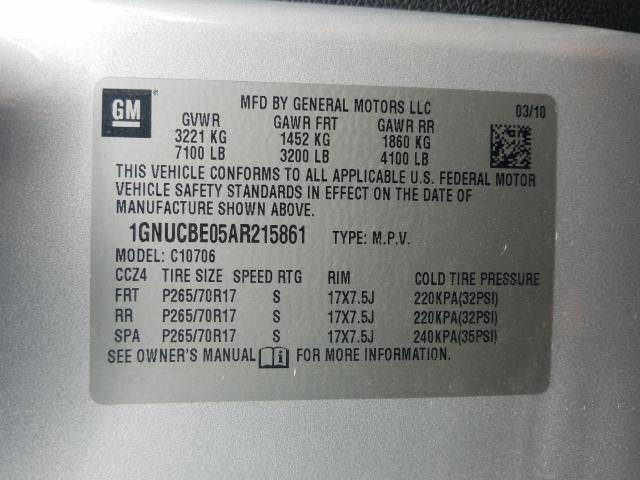 GM
MFD BY GENERAL MOTORS LLC
03/10
GVWR GAWR FRT GAWR RR
3221 KG 1452 KG 1860 KG
7100 LB 3200 LB 4100 LB
THIS VEHICLE CONFORMS TO ALL APPLICABLE U.S. FEDERAL MOTOR
VEHICLE SAFETY STANDARDS IN EFFECT ON THE DATE OF
MANUFACTURE SHOWN ABOVE.
1GNUCBE05AR215861 TYPE: M.P.V.
MODEL: C10706
CCZ4 TIRE SIZE SPEED RTG RIM COLD TIRE PRESSURE
FRT P265/70R17 S 17X7.5J 220KPA(32PSI)
RR P265/70R17 S 17X7.5J 220KPA(32PSI)
SPA P265/70R17 S 17X7.5J 240KPA(35PSI)
SEE OWNER'S MANUAL FOR MORE INFORMATION.